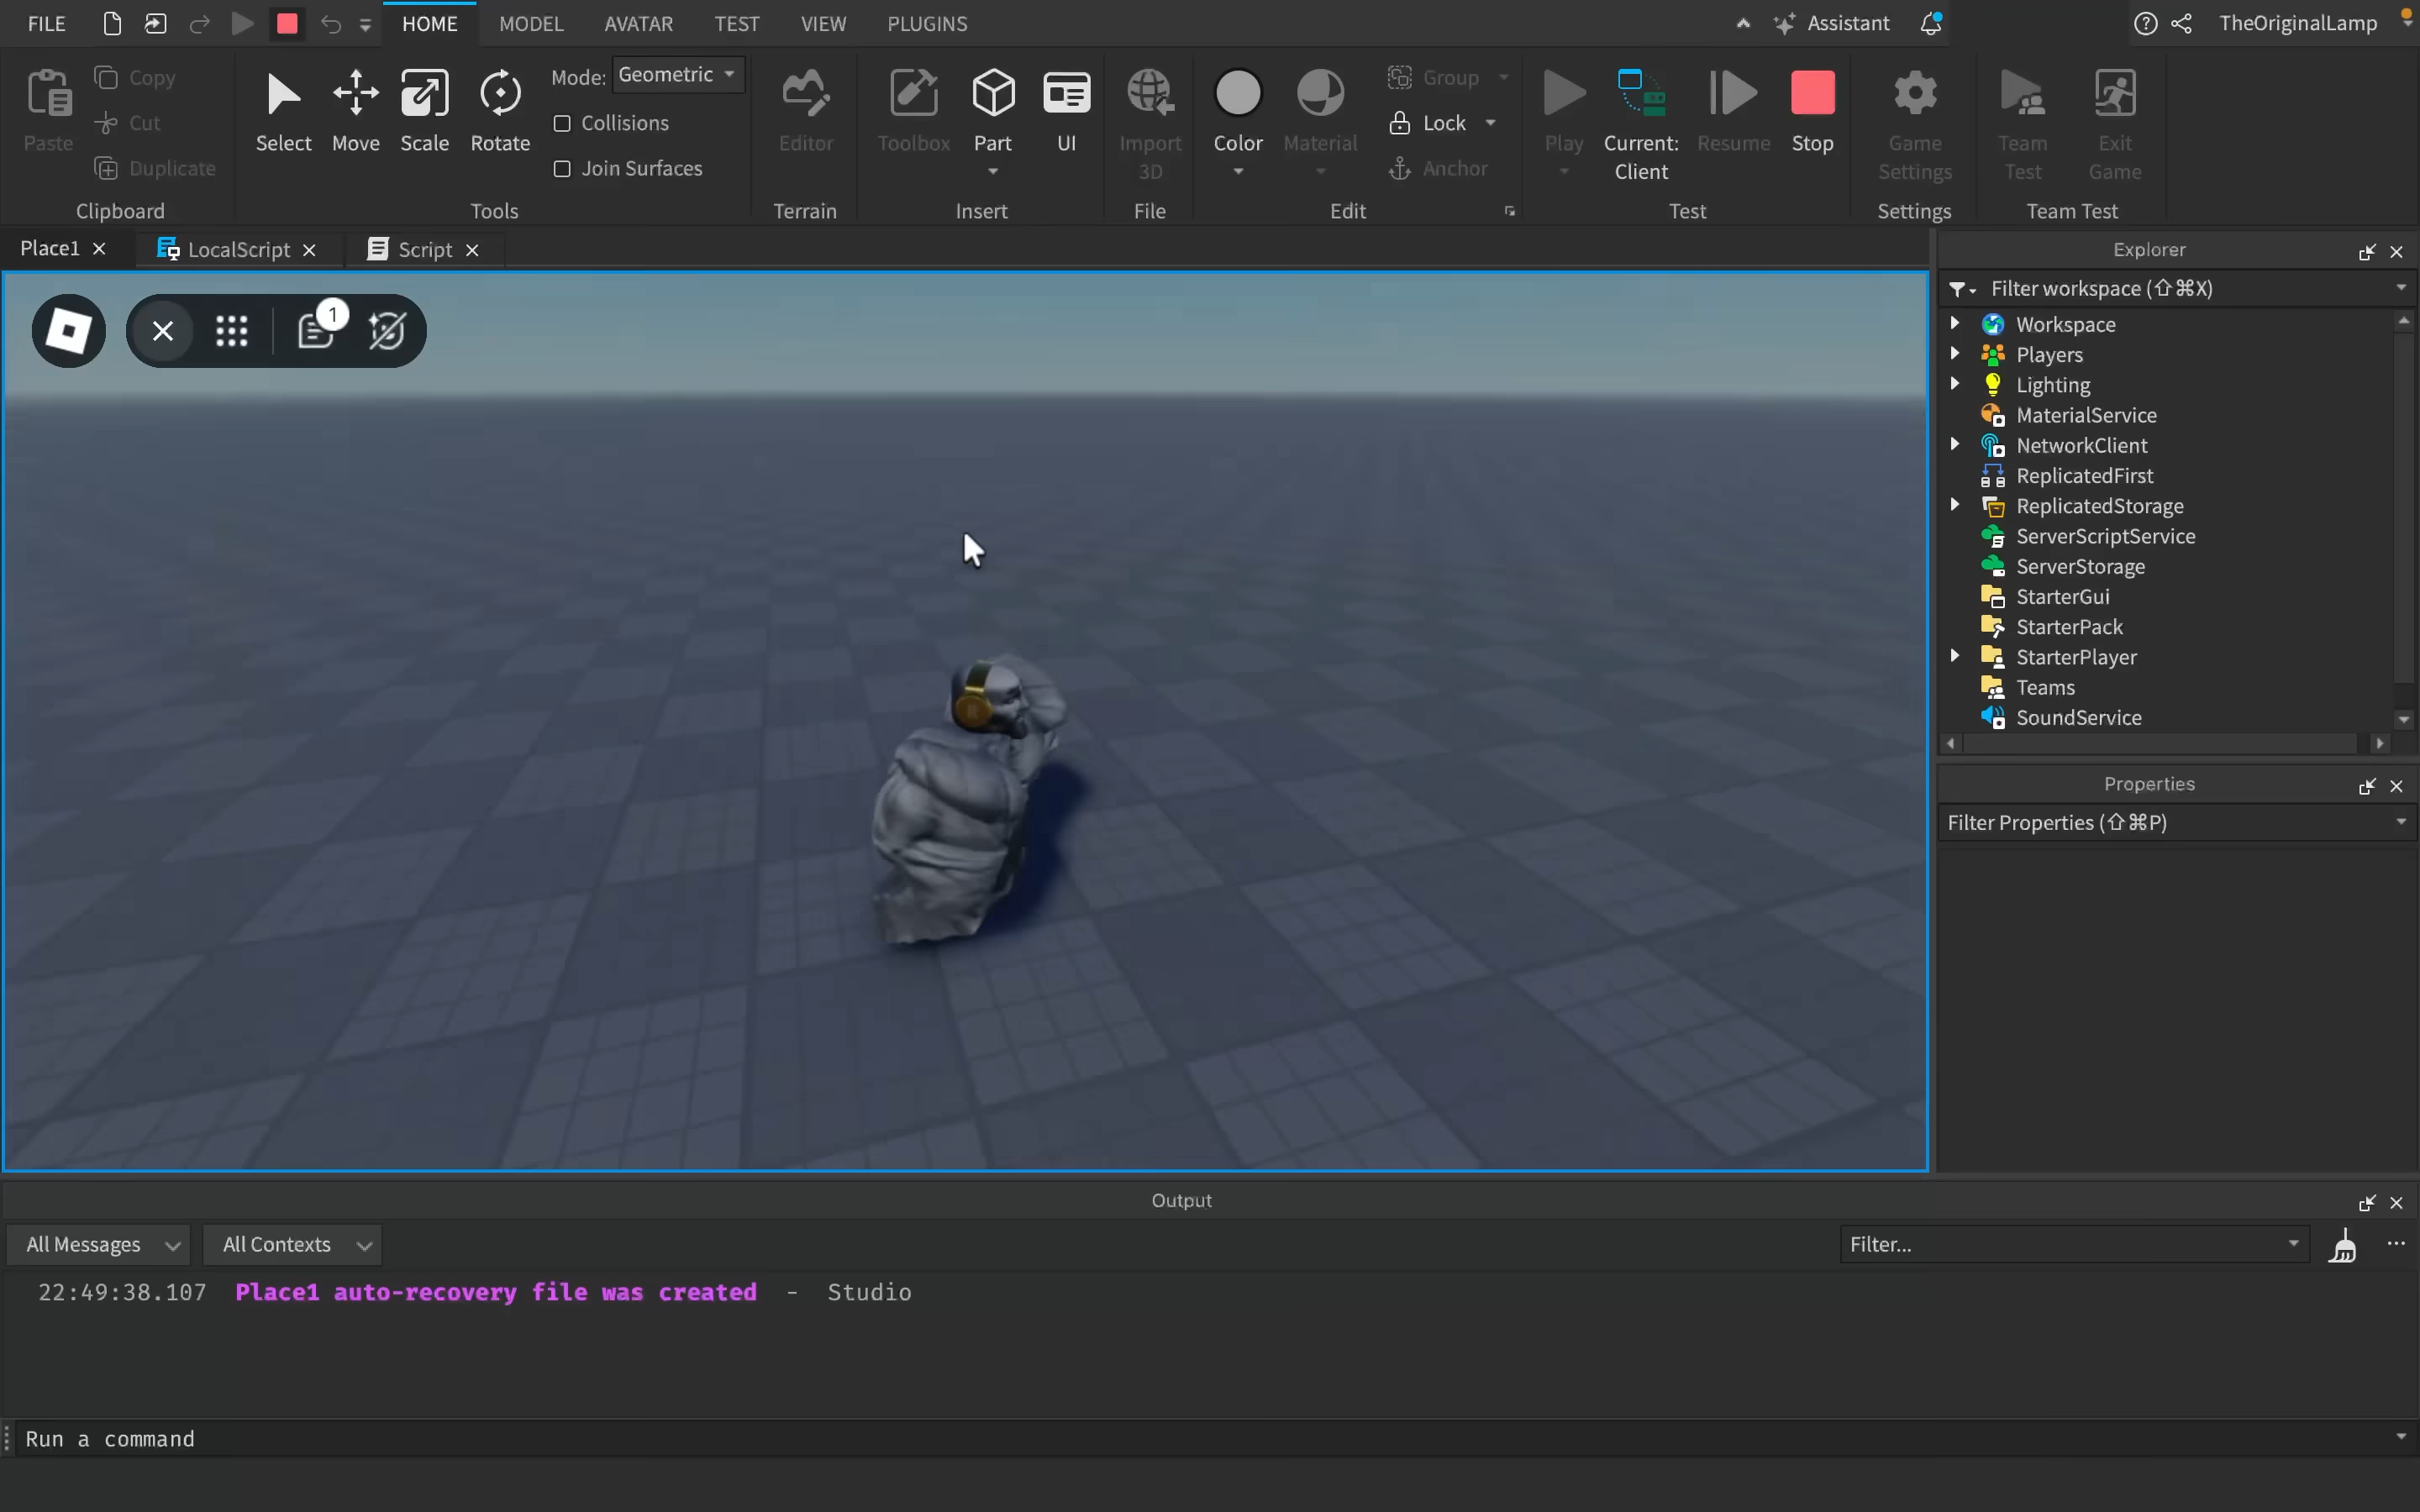 FILE HOME MODEL AVATAR TEST VIEW PLUGINS Assistant TheOriginalLamp
Paste
Copy
Cut
Duplicate
Clipboard
Select Move Scale Rotate
Mode: Geometric
Collisions
Join Surfaces
Tools
Editor
Terrain
Toolbox Part UI
Insert
Import
3D
File
Color Material
Group
Lock
Anchor
Edit
Play
Current:
Client
Resume Stop
Test
Game
Settings
Settings
Team
Test
Exit
Game
Team Test
Place1 LocalScript Script
1
Explorer
Filter workspace (⇧⌘X)
Workspace
Players
Lighting
MaterialService
NetworkClient
ReplicatedFirst
ReplicatedStorage
ServerScriptService
ServerStorage
StarterGui
StarterPack
StarterPlayer
Teams
SoundService
Properties
Filter Properties (⇧⌘P)
Output
All Messages All Contexts Filter...
22:49:38.107 Place1 auto-recovery file was created - Studio
Run a command